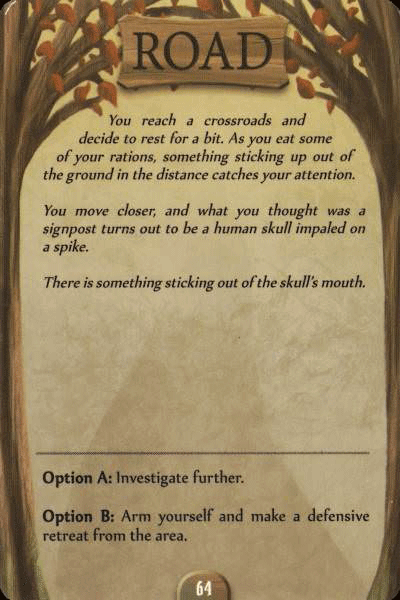 ROAD
You reach a crossroads and
decide to rest for a bit. As you eat some
of your rations, something sticking up out of
the ground in the distance catches your attention.
You move closer, and what you thought was a
signpost turns out to be a human skull impaled on
a spike.
There is something sticking out of the skull's mouth.
Option A: Investigate further.
Option B: Arm yourself and make a defensive
retreat from the area.
64